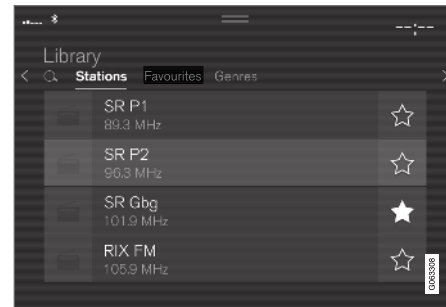 --:--
Library
Stations Favourites Genres
SR P1
89.3 MHz
SR P2
96.3 MHz
SR Gbg
101.9 MHz
RIX FM
105.9 MHz
G063308